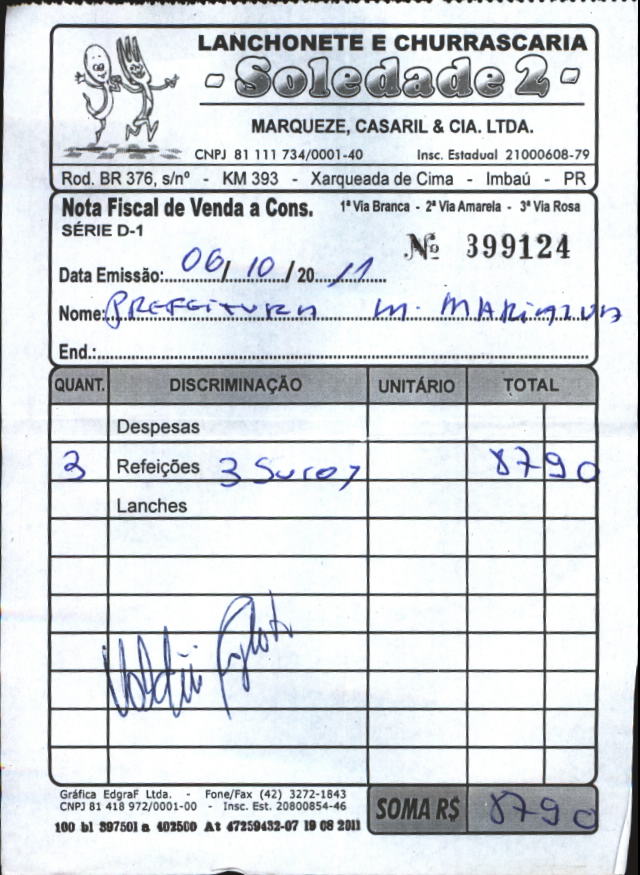 LANCHONETE E CHURRASCARIA
- Soledade 2 -
MARQUEZE, CASARIL & CIA. LTDA.
CNPJ 81 111 734/0001-40 Insc. Estadual 21000608-79
Rod. BR 376, s/nº - KM 393 - Xarqueada de Cima - Imbaú - PR
Nota Fiscal de Venda a Cons. 1ª Via Branca - 2ª Via Amarela - 3ª Via Rosa
SÉRIE D-1 Nº 399124
Data Emissão: 06/10/2011
Nome: PREFEITURA M. MARIALVA
End.:
QUANT. DISCRIMINAÇÃO UNITÁRIO TOTAL
Despesas
3 Refeições 3 Sucos 87 90
Lanches
Gráfica EdgraF Ltda. - Fone/Fax (42) 3272-1843
CNPJ 81 418 972/0001-00 - Insc. Est. 20800854-46
100 bl 397501 a 402500 At 47259432-07 19 08 2011
SOMA R$ 87 90